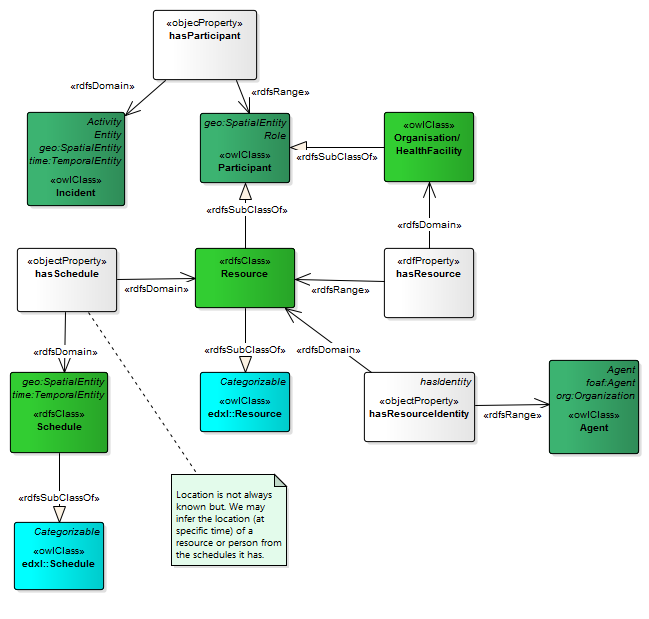 «objecProperty»
hasParticipant
«rdfsDomain»
«rdfsRange»
Activity
Entity
geo:SpatialEntity
time:TemporalEntity
«owlClass»
Incident
geo:SpatialEntity
Role
«owlClass»
Participant
«rdfsSubClassOf»
«owlClass»
Organisation/
HealthFacility
«rdfsSubClassOf»
«rdfsDomain»
«objectProperty»
hasSchedule
«rdfsDomain»
«rdfsClass»
Resource
«rdfsRange»
«rdfProperty»
hasResource
«rdfsDomain»
«rdfsSubClassOf»
«rdfsDomain»
geo:SpatialEntity
time:TemporalEntity
«rdfsClass»
Schedule
Categorizable
«owlClass»
edxl::Resource
hasIdentity
«objectProperty»
hasResourceIdentity
«rdfsRange»
Agent
foaf:Agent
org:Organization
«owlClass»
Agent
«rdfsSubClassOf»
Location is not always
known but. We may
infer the location (at
specific time) of a
resource or person from
the schedules it has.
Categorizable
«owlClass»
edxl::Schedule